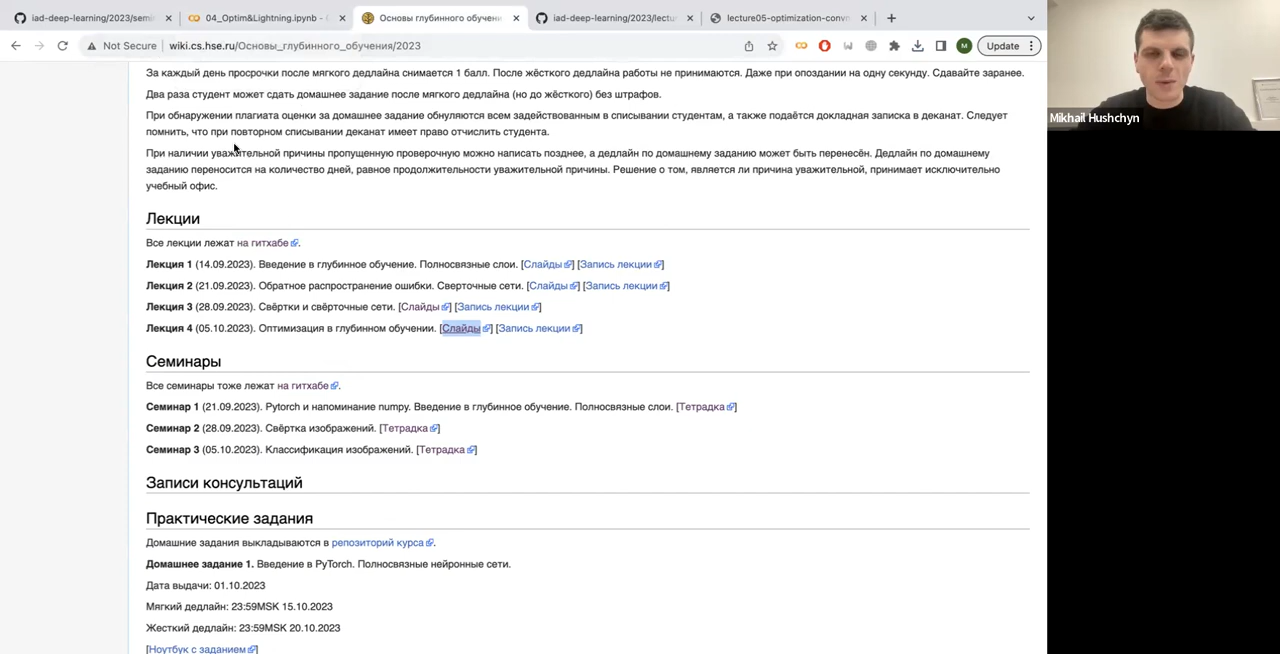 iad-deep-learning/2023/semi
04_Optim&Lightning.ipynb - C
Основы глубинного обучени
iad-deep-learning/2023/lectu
lecture05-optimization-convn
Not Secure
wiki.cs.hse.ru/Основы_глубинного_обучения/2023
M
Update
За каждый день просрочки после мягкого дедлайна снимается 1 балл. После жёсткого дедлайна работы не принимаются. Даже при опоздании на одну секунду. Сдавайте заранее.
Два раза студент может сдать домашнее задание после мягкого дедлайна (но до жёсткого) без штрафов.
При обнаружении плагиата оценки за домашнее задание обнуляются всем задействованным в списывании студентам, а также подаётся докладная записка в деканат. Следует
помнить, что при повторном списывании деканат имеет право отчислить студента.
При наличии уважительной причины пропущенную проверочную можно написать позднее, а дедлайн по домашнему заданию может быть перенесён. Дедлайн по домашнему
заданию переносится на количество дней, равное продолжительности уважительной причины. Решение о том, является ли причина уважительной, принимает исключительно
учебный офис.
Лекции
Все лекции лежат на гитхабе.
Лекция 1 (14.09.2023). Введение в глубинное обучение. Полносвязные слои. [Слайды] [Запись лекции]
Лекция 2 (21.09.2023). Обратное распространение ошибки. Сверточные сети. [Слайды] [Запись лекции]
Лекция 3 (28.09.2023). Свёртки и свёрточные сети. [Слайды] [Запись лекции]
Лекция 4 (05.10.2023). Оптимизация в глубинном обучении. [Слайды] [Запись лекции]
Семинары
Все семинары тоже лежат на гитхабе.
Семинар 1 (21.09.2023). Pytorch и напоминание numpy. Введение в глубинное обучение. Полносвязные слои. [Тетрадка]
Семинар 2 (28.09.2023). Свёртка изображений. [Тетрадка]
Семинар 3 (05.10.2023). Классификация изображений. [Тетрадка]
Записи консультаций
Практические задания
Домашние задания выкладываются в репозиторий курса.
Домашнее задание 1. Введение в PyTorch. Полносвязные нейронные сети.
Дата выдачи: 01.10.2023
Мягкий дедлайн: 23:59MSK 15.10.2023
Жесткий дедлайн: 23:59MSK 20.10.2023
[Ноутбук с заданием]
Mikhail Hushchyn